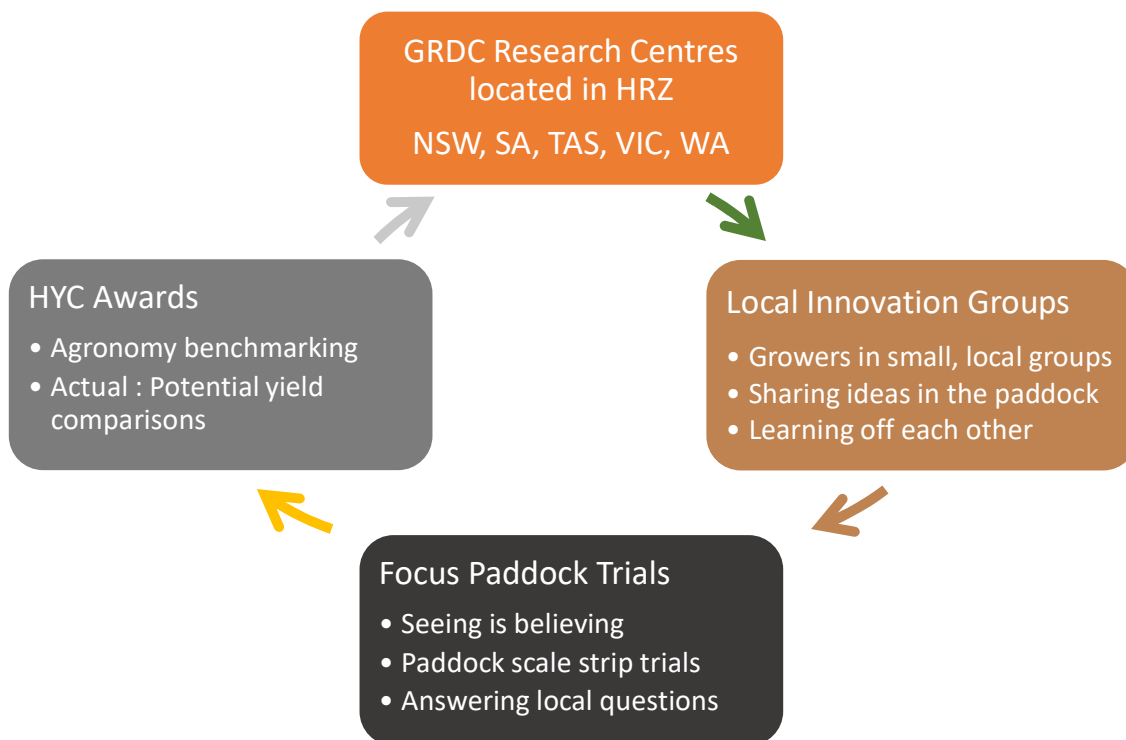 GRDC Research Centres
located in HRZ
NSW, SA, TAS, VIC, WA
HYC Awards
• Agronomy benchmarking
• Actual : Potential yield
comparisons
Local Innovation Groups
• Growers in small, local groups
• Sharing ideas in the paddock
• Learning off each other
Focus Paddock Trials
• Seeing is believing
• Paddock scale strip trials
• Answering local questions